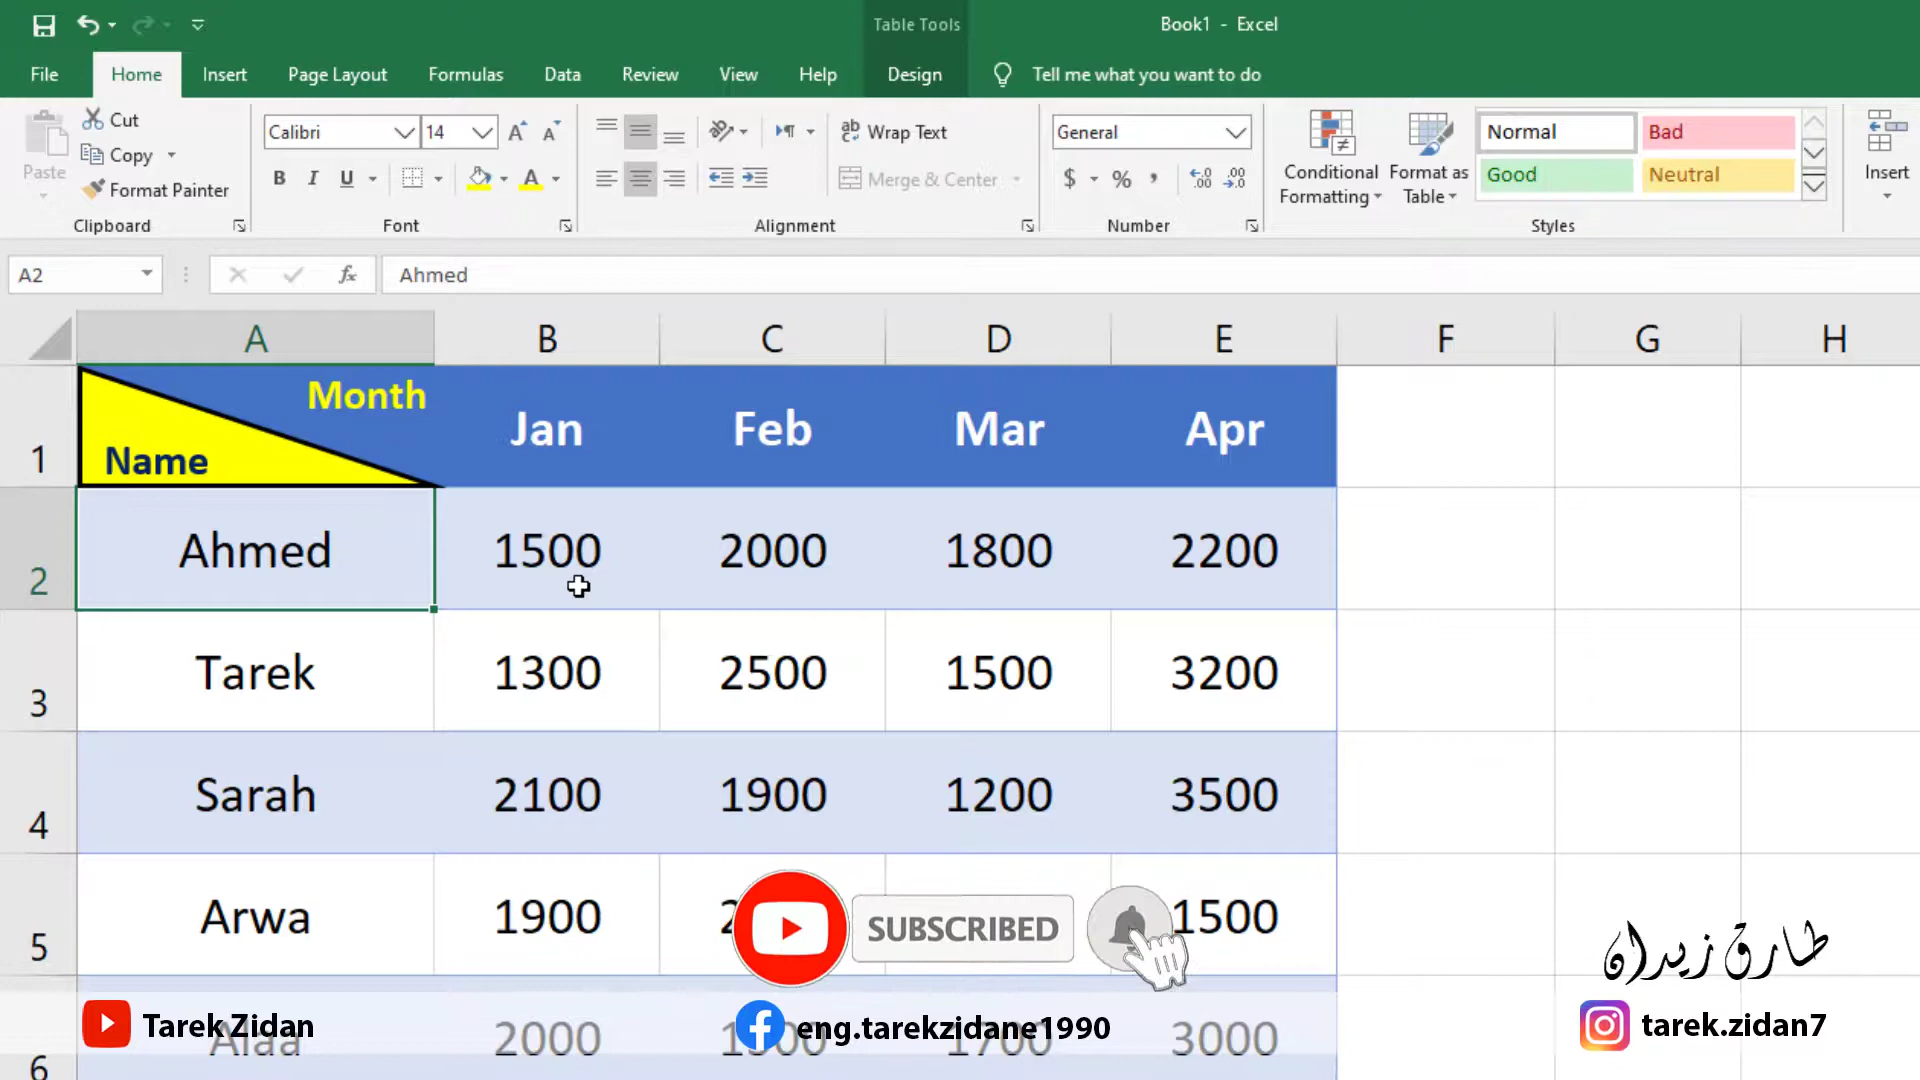 Table Tools
Book1 - Excel
File Home Insert Page Layout Formulas Data Review View Help Design Tell me what you want to do
Paste
Cut
Copy
Format Painter
Clipboard
Calibri 14 A A
B I U A
Font
ab Wrap Text
Merge & Center
Alignment
General
$ % ,
Number
Conditional Formatting
Format as Table
Normal Bad
Good Neutral
Styles
Insert
A2 fx Ahmed
A B C D E F G H
1 Month Name Jan Feb Mar Apr
2 Ahmed 1500 2000 1800 2200
3 Tarek 1300 2500 1500 3200
4 Sarah 2100 1900 1200 3500
5 Arwa 1900 1500
SUBSCRIBED
طارق زيدان
6 Alaa 2000 1700 3000
Tarek Zidan eng.tarekzidane1990 tarek.zidan7